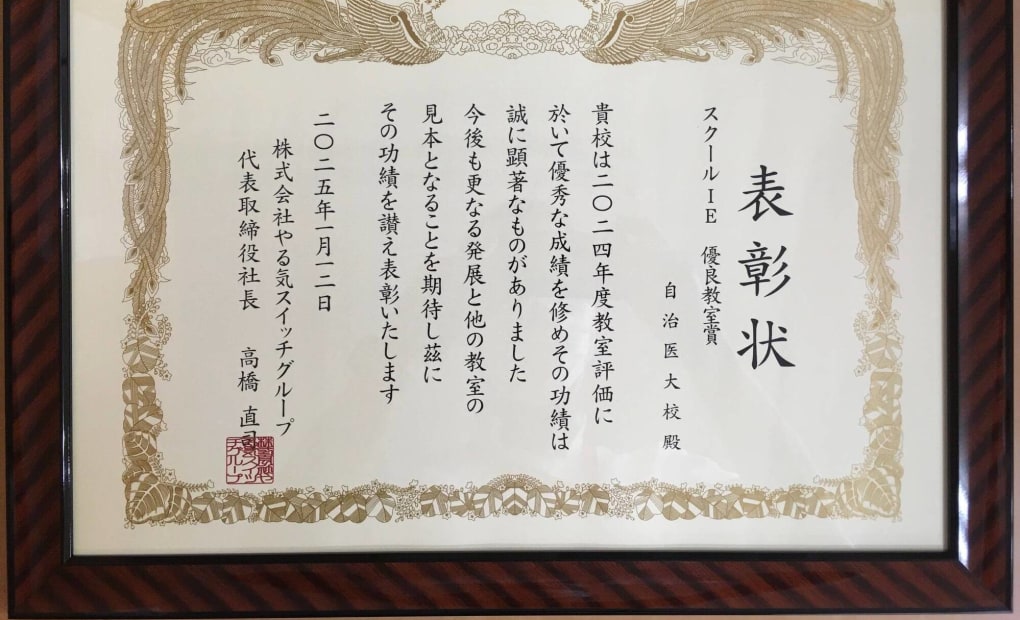 表彰状
スクールIE 優良教室賞
自治医大校殿
貴校は二〇二四年度教室評価に
於いて優秀な成績を修めその功績は
誠に顕著なものがありました
今後も更なる発展と他の教室の
見本となることを期待し茲に
その功績を讃え表彰いたします
二〇二五年一月一二日
株式会社やる気スイッチグループ
代表取締役社長 高橋 直司